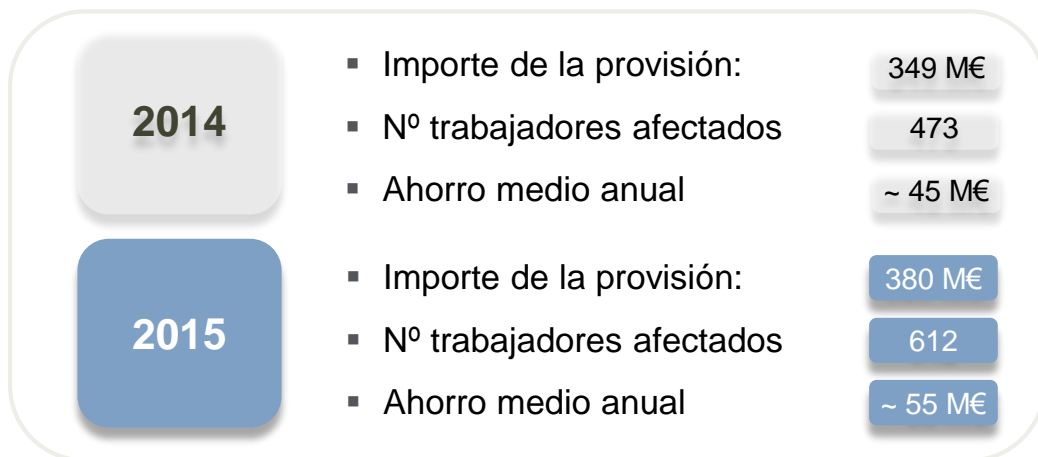 2014
▪ Importe de la provisión: 349 M€
▪ Nº trabajadores afectados 473
▪ Ahorro medio anual ~ 45 M€
2015
▪ Importe de la provisión: 380 M€
▪ Nº trabajadores afectados 612
▪ Ahorro medio anual ~ 55 M€